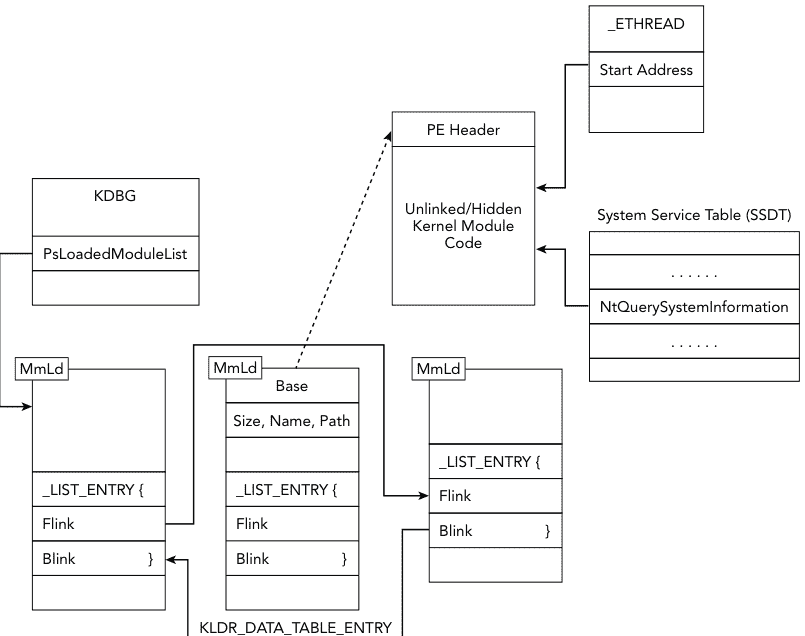 _ETHREAD
Start Address
PE Header
Unlinked/Hidden
Kernel Module
Code
KDBG
PsLoadedModuleList
System Service Table (SSDT)
. . . . . .
NtQuerySystemInformation
. . . . . .
MmLd
MmLd
Base
Size, Name, Path
MmLd
_LIST_ENTRY {
Flink
Blink }
_LIST_ENTRY {
Flink
Blink }
_LIST_ENTRY {
Flink
Blink }
KLDR_DATA_TABLE_ENTRY